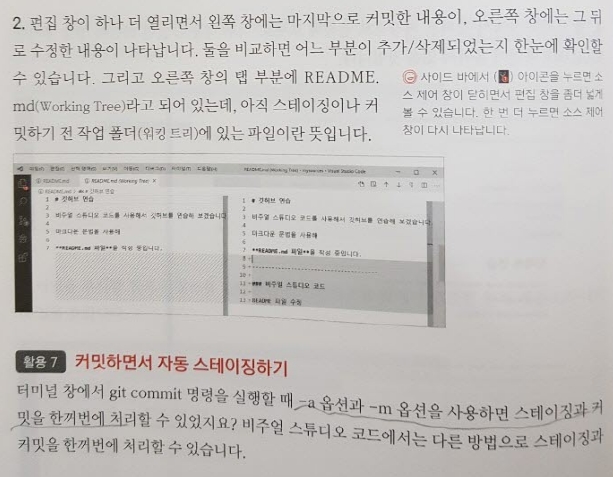 2. 편집 창이 하나 더 열리면서 왼쪽 창에는 마지막으로 커밋한 내용이, 오른쪽 창에는 그 뒤
로 수정한 내용이 나타납니다. 둘을 비교하면 어느 부분이 추가/삭제되었는지 한눈에 확인할
수 있습니다. 그리고 오른쪽 창의 탭 부분에 README.
md(Working Tree)라고 되어 있는데, 아직 스테이징이나 커
밋하기 전 작업 폴더(워킹 트리)에 있는 파일이란 뜻입니다.
사이드 바에서 ( ) 아이콘을 누르면 소
스 제어 창이 닫히면서 편집 창을 좀더 넓게
볼 수 있습니다. 한 번 더 누르면 소스 제어
창이 다시 나타납니다.
1 # 깃허브 연습
2
3 비주얼 스튜디오 코드를 사용해서 깃허브를 연습해 보겠습니다
4
5 마크다운 문법을 사용해
6
7 **README.md 파일**을 작성 중입니다.
1 # 깃허브 연습
2
3 비주얼 스튜디오 코드를 사용해서 깃허브를 연습해 보겠습니다
4
5 마크다운 문법을 사용해
6
7 **README.md 파일**을 작성 중입니다.
### 비주얼 스튜디오 코드
README 파일 수정
활용 7 커밋하면서 자동 스테이징하기
터미널 창에서 git commit 명령을 실행할 때 -a 옵션과 -m 옵션을 사용하면 스테이징과 커
밋을 한꺼번에 처리할 수 있었지요? 비주얼 스튜디오 코드에서는 다른 방법으로 스테이징과
커밋을 한꺼번에 처리할 수 있습니다.